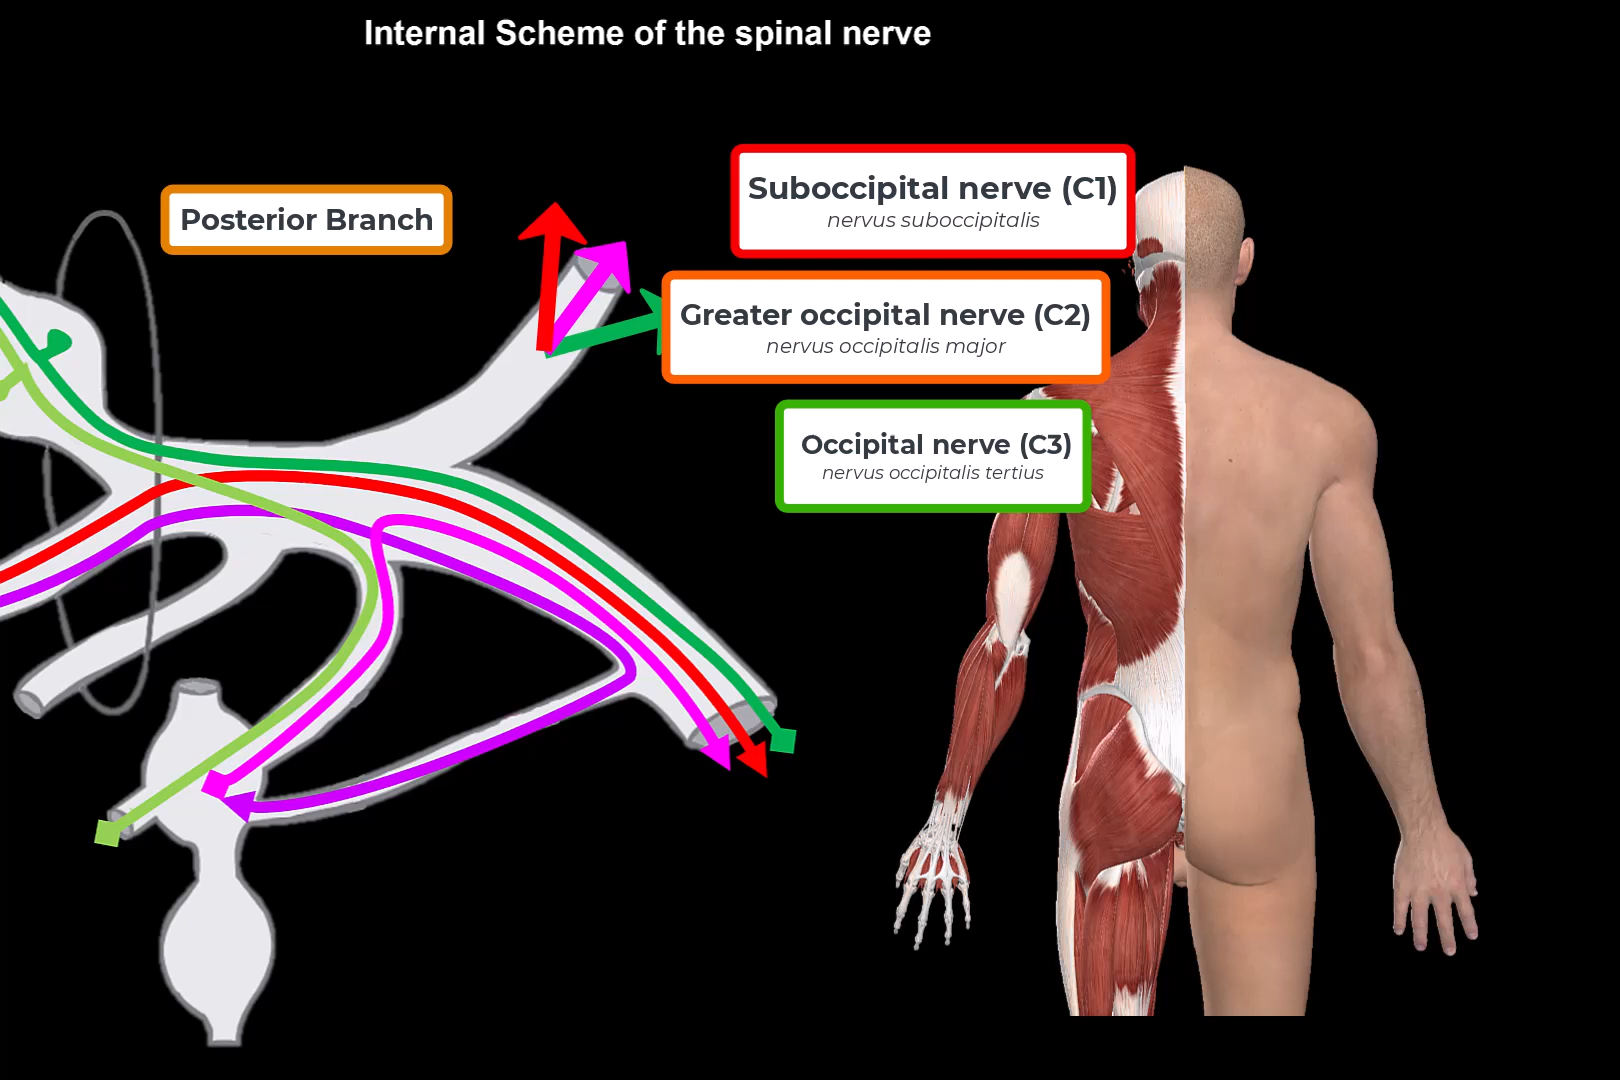 Internal Scheme of the spinal nerve
Posterior Branch
Suboccipital nerve (C1)
nervus suboccipitalis
Greater occipital nerve (C2)
nervus occipitalis major
Occipital nerve (C3)
nervus occipitalis tertius